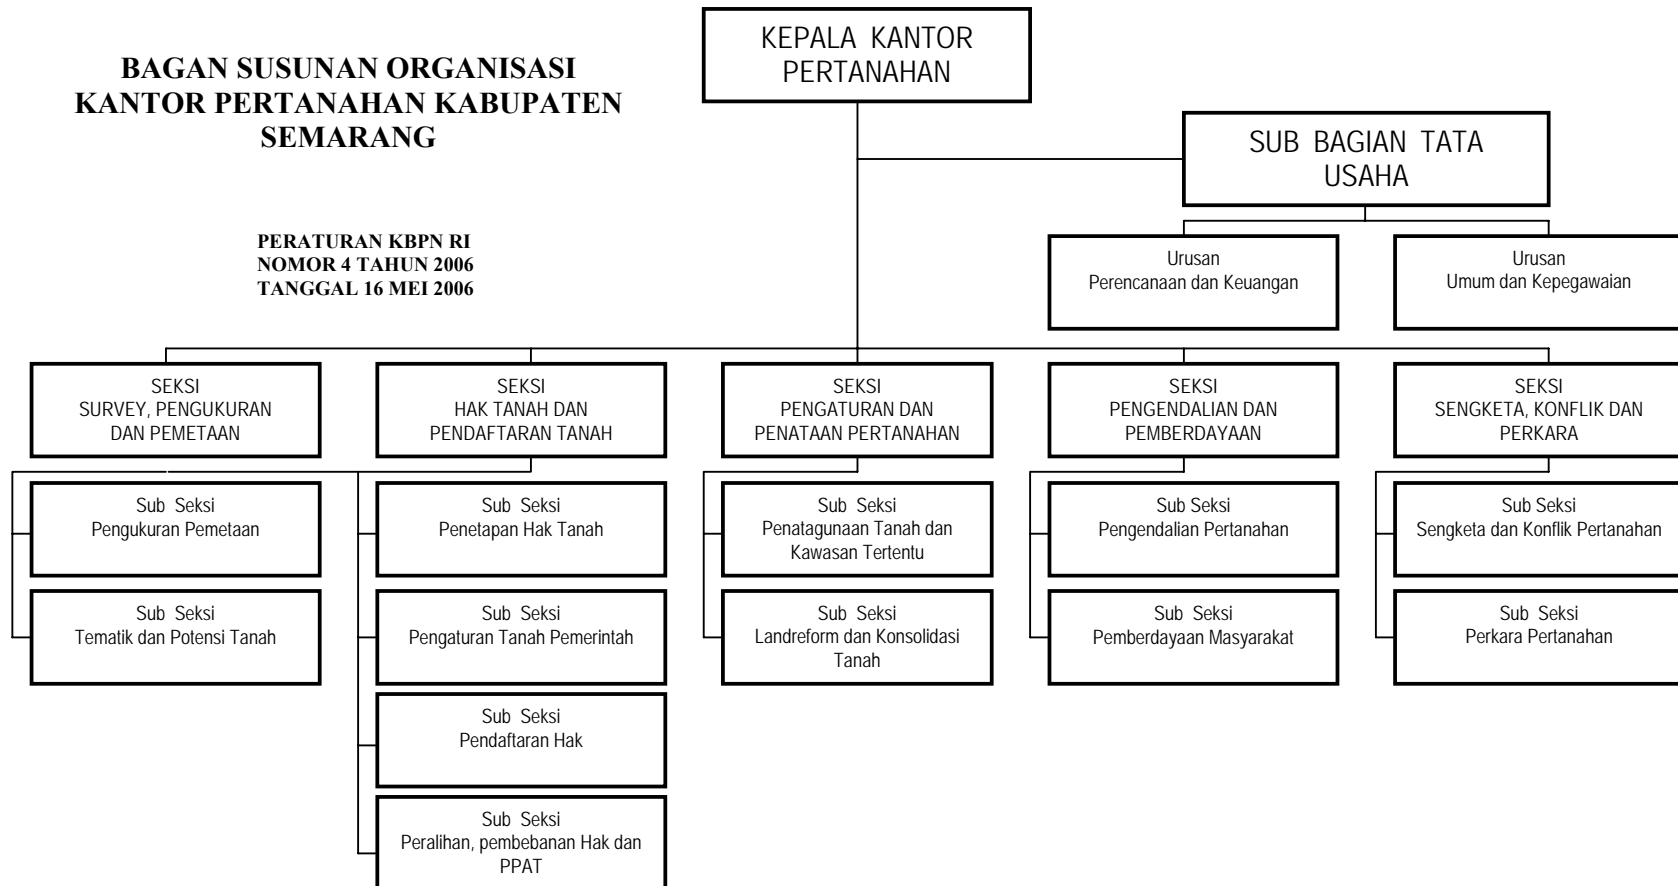 KEPALA KANTOR
PERTANAHAN
BAGAN SUSUNAN ORGANISASI
KANTOR PERTANAHAN KABUPATEN
SEMARANG
SUB BAGIAN TATA
USAHA
PERATURAN KBPN RI
NOMOR 4 TAHUN 2006
TANGGAL 16 MEI 2006
Urusan
Perencanaan dan Keuangan
Urusan
Umum dan Kepegawaian
SEKSI
SURVEY, PENGUKURAN
DAN PEMETAAN
SEKSI
HAK TANAH DAN
PENDAFTARAN TANAH
SEKSI
PENGATURAN DAN
PENATAAN PERTANAHAN
SEKSI
PENGENDALIAN DAN
PEMBERDAYAAN
SEKSI
SENGKETA, KONFLIK DAN
PERKARA
Sub Seksi
Pengukuran Pemetaan
Sub Seksi
Penetapan Hak Tanah
Sub Seksi
Penatagunaan Tanah dan
Kawasan Tertentu
Sub Seksi
Pengendalian Pertanahan
Sub Seksi
Sengketa dan Konflik Pertanahan
Sub Seksi
Tematik dan Potensi Tanah
Sub Seksi
Pengaturan Tanah Pemerintah
Sub Seksi
Landreform dan Konsolidasi
Tanah
Sub Seksi
Pemberdayaan Masyarakat
Sub Seksi
Perkara Pertanahan
Sub Seksi
Pendaftaran Hak
Sub Seksi
Peralihan, pembebanan Hak dan
PPAT